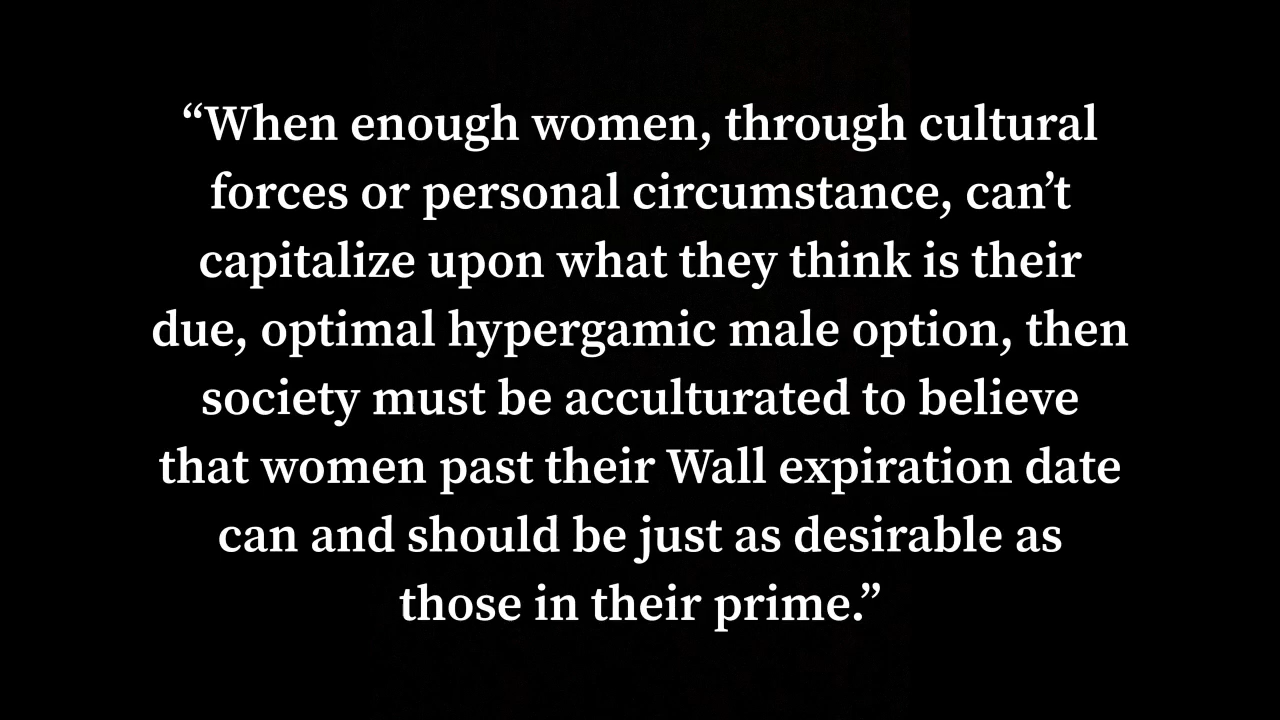 “When enough women, through cultural
forces or personal circumstance, can’t
capitalize upon what they think is their
due, optimal hypergamic male option, then
society must be acculturated to believe
that women past their Wall expiration date
can and should be just as desirable as
those in their prime.”